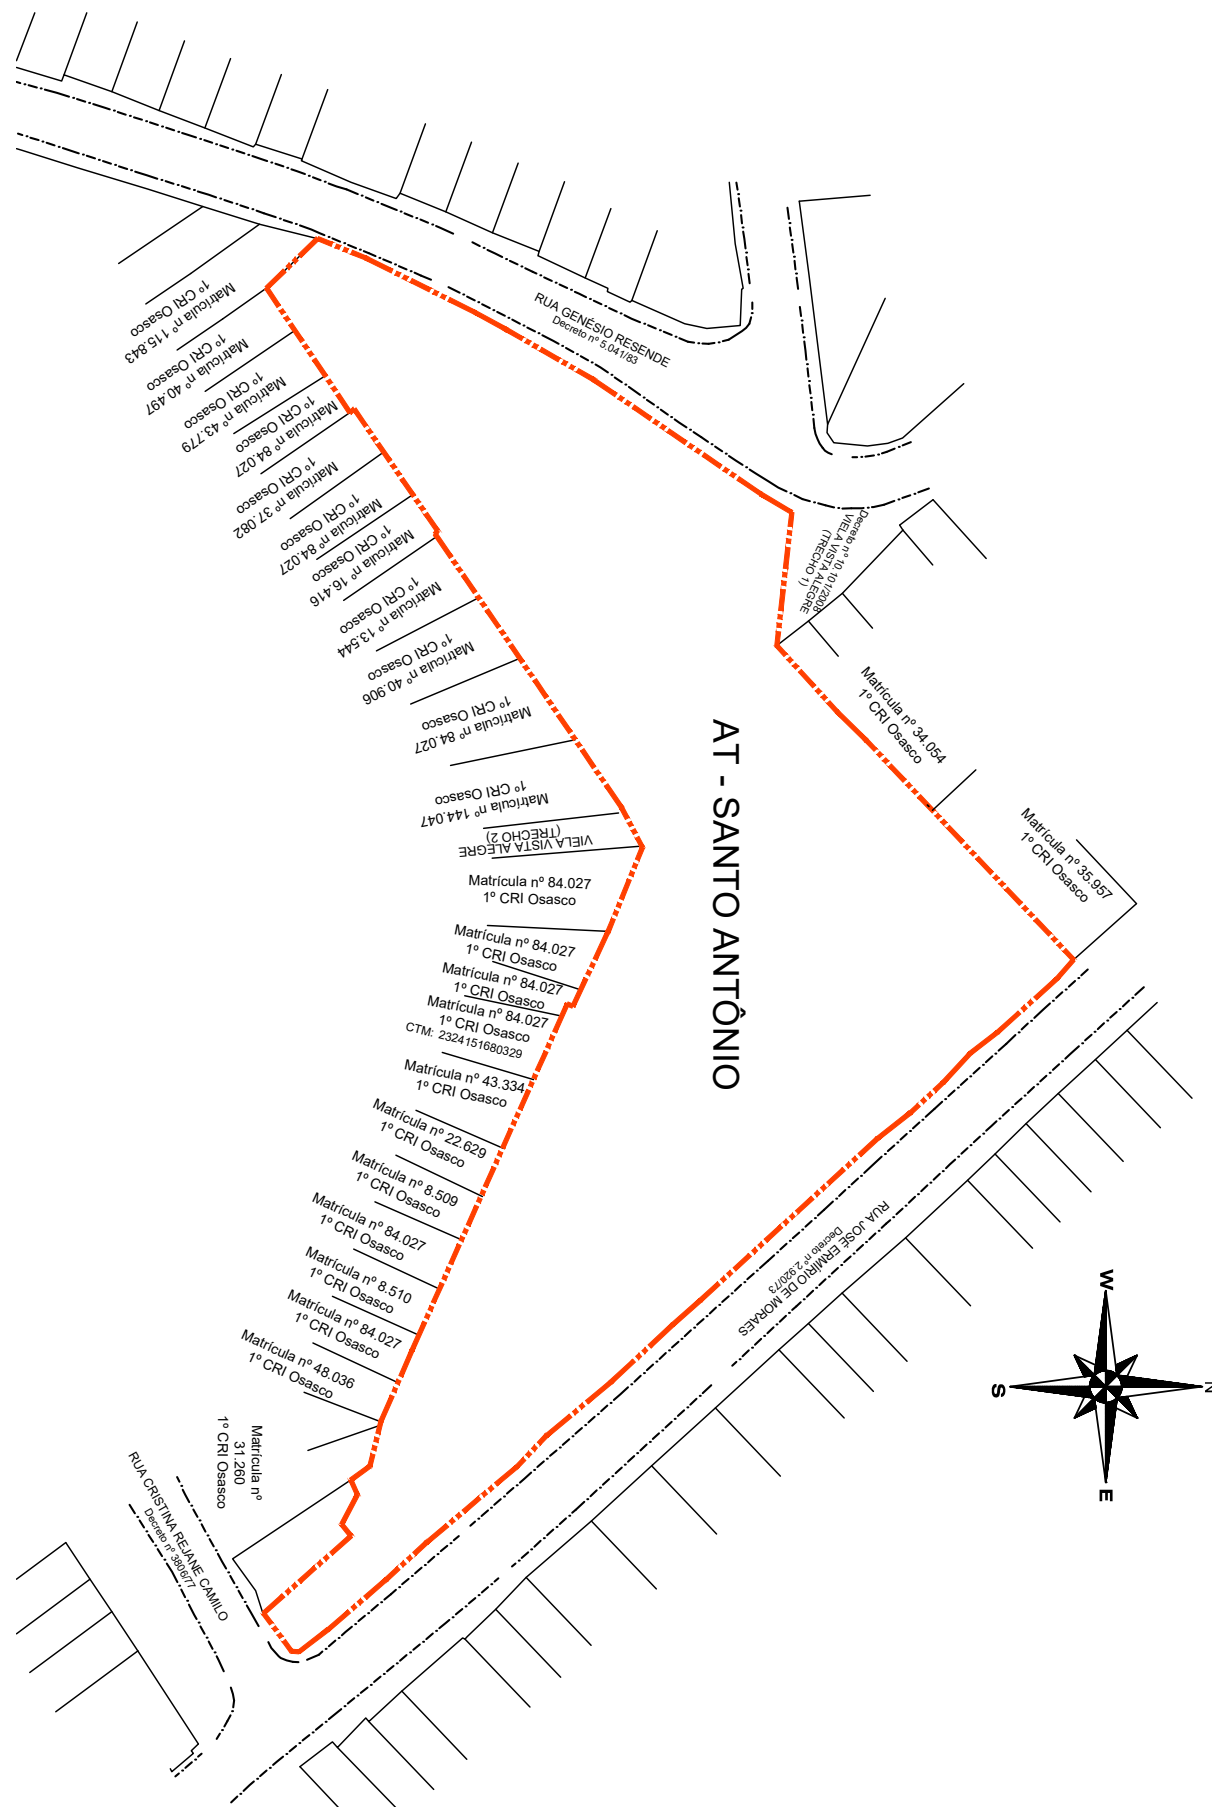 RUA GENÉSIO RESENDE
Decreto nº 5.041/83
Decreto nº 10.101/2008
VIELA VISTA ALEGRE
(TRECHO 1)
Matrícula nº 115.843
1º CRI Osasco
Matrícula nº 40.497
1º CRI Osasco
Matrícula nº 43.779
1º CRI Osasco
Matrícula nº 84.027
1º CRI Osasco
Matrícula nº 37.082
1º CRI Osasco
Matrícula nº 84.027
1º CRI Osasco
Matrícula nº 16.416
1º CRI Osasco
Matrícula nº 13.544
1º CRI Osasco
Matrícula nº 40.906
1º CRI Osasco
Matrícula nº 84.027
1º CRI Osasco
Matrícula nº 144.047
1º CRI Osasco
VIELA VISTA ALEGRE
(TRECHO 2)
Matrícula nº 34.054
1º CRI Osasco
Matrícula nº 35.957
1º CRI Osasco
AT - SANTO ANTÔNIO
Matrícula nº 84.027
1º CRI Osasco
Matrícula nº 84.027
1º CRI Osasco
Matrícula nº 84.027
1º CRI Osasco
Matrícula nº 84.027
1º CRI Osasco
CTM: 2324151680329
Matrícula nº 43.334
1º CRI Osasco
Matrícula nº 22.629
1º CRI Osasco
Matrícula nº 8.509
1º CRI Osasco
Matrícula nº 84.027
1º CRI Osasco
Matrícula nº 8.510
1º CRI Osasco
Matrícula nº 84.027
1º CRI Osasco
Matrícula nº 48.036
1º CRI Osasco
Matrícula nº
31.260
1º CRI Osasco
RUA JOSÉ ERMÍRIO DE MORAES
Decreto nº 2.920/73
RUA CRISTINA REJANE CAMILO
Decreto nº 3806/77
W
N
S
E